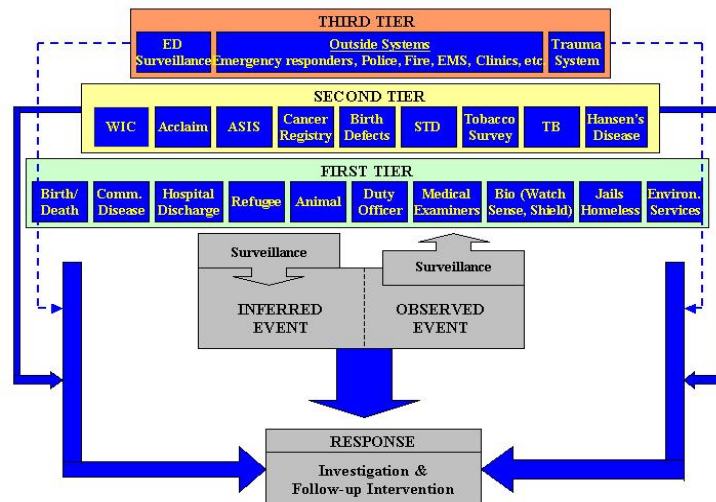 THIRD TIER
ED
Surveillance
Outside Systems
Emergency responders, Police, Fire, EMS, Clinics, etc
Trauma
System
SECOND TIER
WIC
Acclaim
ASIS
Cancer
Registry
Birth
Defects
STD
Tobacco
Survey
TB
Hansen's
Disease
FIRST TIER
Birth/
Death
Comm.
Disease
Hospital
Discharge
Refugee
Animal
Duty
Officer
Medical
Examiners
Bio (Watch
Sense, Shield)
Jails
Homeless
Environ.
Services
Surveillance
Surveillance
INFERRED
EVENT
OBSERVED
EVENT
RESPONSE
Investigation &
Follow-up Intervention